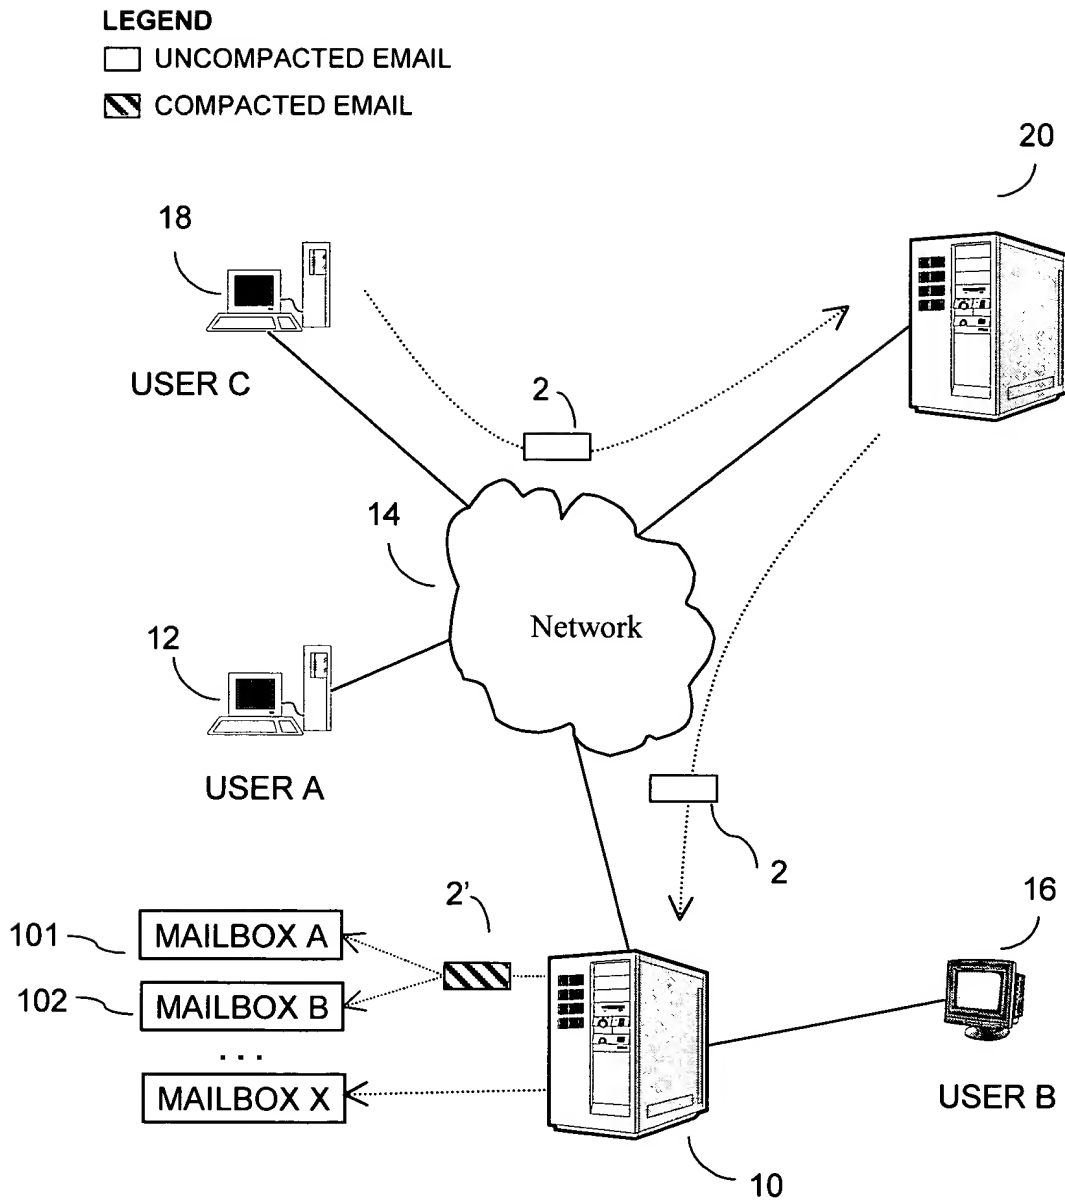 LEGEND
UNCOMPACTED EMAIL
COMPACTED EMAIL
20
18
USER C
2
14
Network
12
USER A
2
2’
16
101
MAILBOX A
102
MAILBOX B
. . .
MAILBOX X
USER B
10